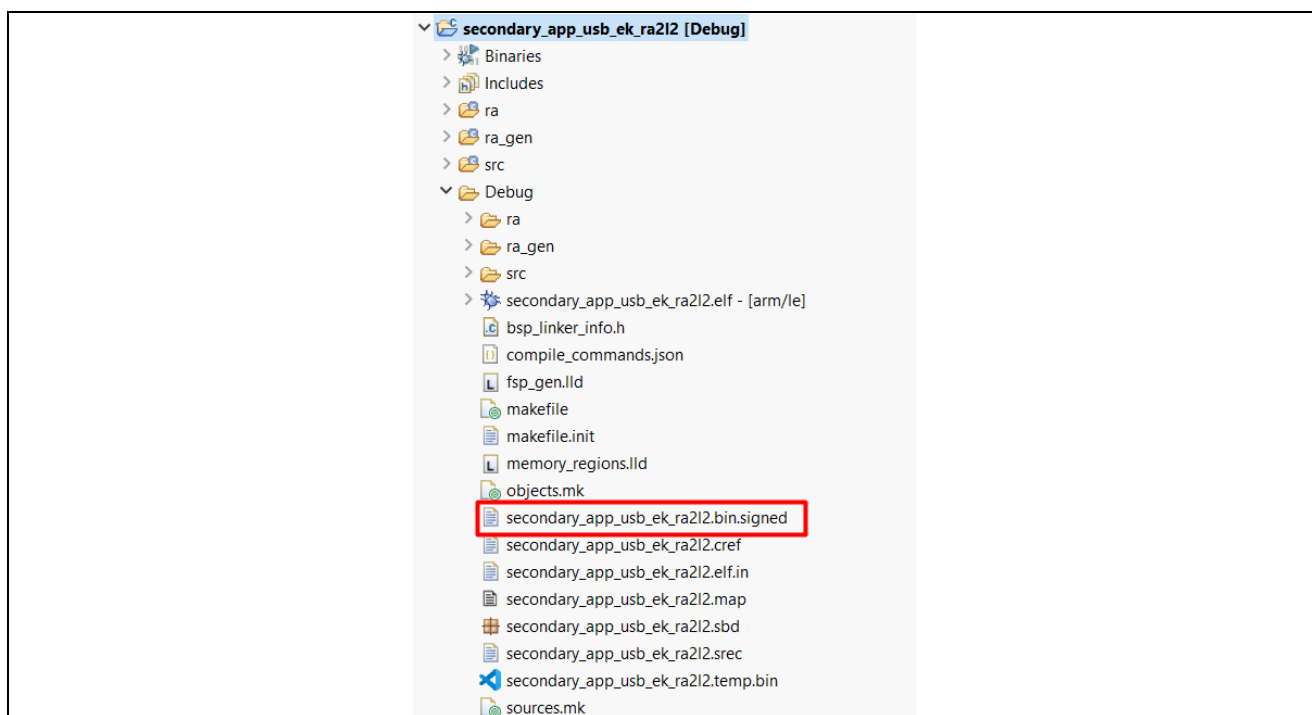 secondary_app_usb_ek_ra2l2 [Debug]
Binaries
Includes
ra
ra_gen
src
Debug
ra
ra_gen
src
secondary_app_usb_ek_ra2l2.elf - [arm/le]
bsp_linker_info.h
compile_commands.json
fsp_gen.lld
makefile
makefile.init
memory_regions.lld
objects.mk
secondary_app_usb_ek_ra2l2.bin.signed
secondary_app_usb_ek_ra2l2.cref
secondary_app_usb_ek_ra2l2.elf.in
secondary_app_usb_ek_ra2l2.map
secondary_app_usb_ek_ra2l2.sbd
secondary_app_usb_ek_ra2l2.srec
secondary_app_usb_ek_ra2l2.temp.bin
sources.mk